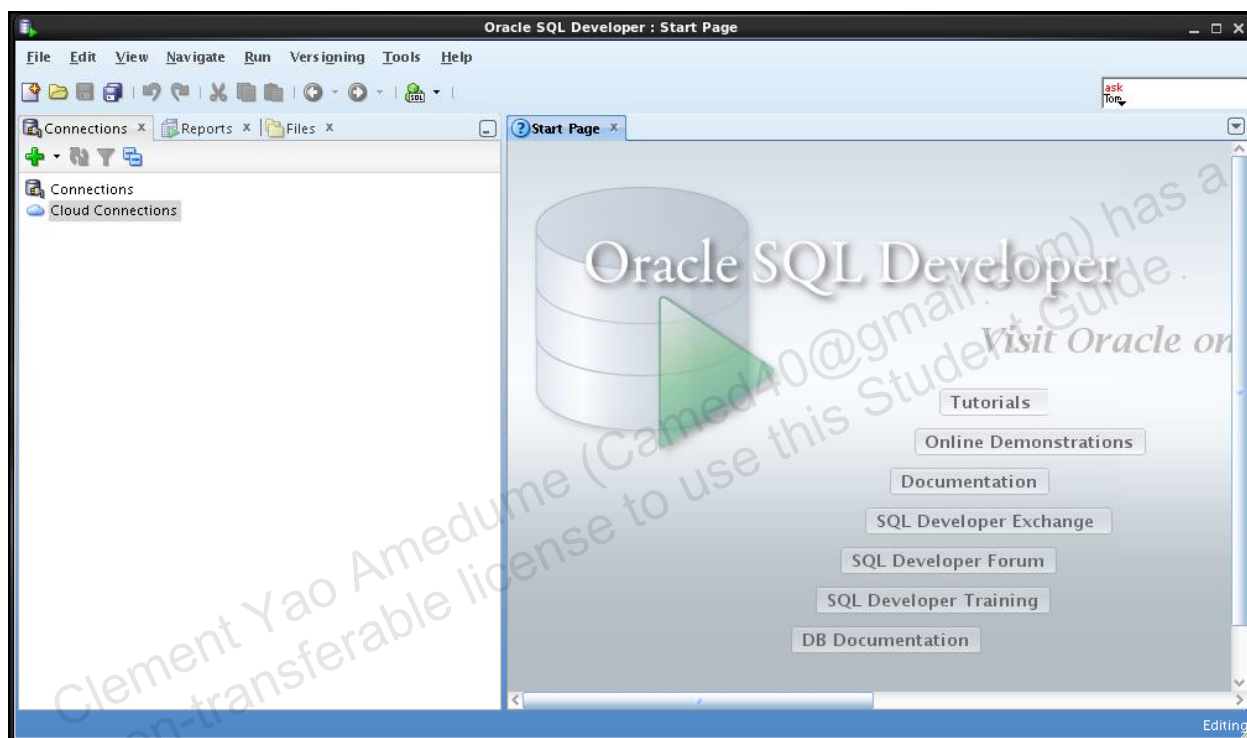 Oracle SQL Developer : Start Page
File Edit View Navigate Run Versioning Tools Help
SQL
ask
Tom
Connections x Reports x Files x
Start Page x
Connections
Cloud Connections
Oracle SQL Developer
Visit Oracle on
Tutorials
Online Demonstrations
Documentation
SQL Developer Exchange
SQL Developer Forum
SQL Developer Training
DB Documentation
Editing
Clement Yao Amedume (Camed40@gmail.com) has a
on-transferable license to use this Student Guide.